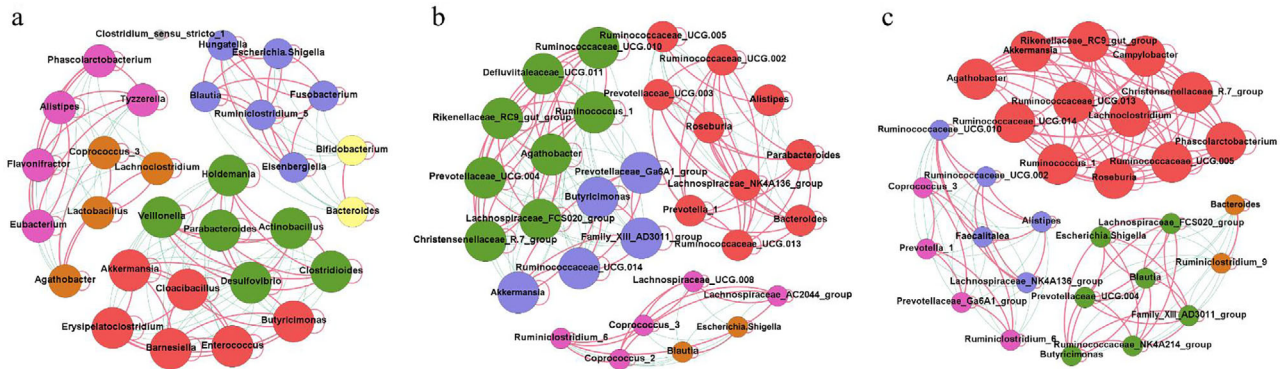 a
Clostridium_sensu_stricto_1
Hungatella
Phascolarctobacterium
Escherichia.Shigella
Alistipes
Tyzzerella
Blautia
Fusobacterium
Ruminiclostridium_5
Coprococcus_3
Bifidobacterium
Flavonifractor
Lachnoclostridium
Eisenbergiella
Holdemania
Lactobacillus
Bacteroides
Eubacterium
Veillonella
Parabacteroides
Actinobacillus
Agathobacter
Akkermansia
Clostridioides
Cloacibacillus
Desulfovibrio
Erysipelatoclostridium
Butyricimonas
Barnesiella
Enterococcus
b
Ruminococcaceae_UCG.005
Ruminococcaceae_UCG.010
Ruminococcaceae_UCG.002
Defluviitaleaceae_UCG.011
Prevotellaceae_UCG.003
Alistipes
Rikenellaceae_RC9_gut_group
Ruminococcus_1
Roseburia
Agathobacter
Parabacteroides
Prevotellaceae_UCG.004
Prevotellaceae_Ga6A1_group
Lachnospiraceae_NK4A136_group
Butyricimonas
Prevotella_1
Lachnospiraceae_FCS020_group
Bacteroides
Christensenellaceae_R.7_group
Family_XIII_AD3011_group
Ruminococcaceae_UCG.013
Ruminococcaceae_UCG.014
Akkermansia
Lachnospiraceae_UCG.008
Lachnospiraceae_AC2044_group
Coprococcus_3
Escherichia.Shigella
Ruminiclostridium_6
Blautia
Coprococcus_2
c
Rikenellaceae_RC9_gut_group
Akkermansia
Campylobacter
Agathobacter
Christensenellaceae_R.7_group
Ruminococcaceae_UCG.013
Lachnoclostridium
Ruminococcaceae_UCG.014
Ruminococcaceae_UCG.010
Phascolarctobacterium
Ruminococcus_1
Ruminococcaceae_UCG.005
Ruminococcaceae_UCG.002
Roseburia
Coprococcus_3
Bacteroides
Alistipes
Lachnospiraceae_FCS020_group
Faecalitalea
Escherichia.Shigella
Prevotella_1
Ruminiclostridium_9
Lachnospiraceae_NK4A136_group
Blautia
Prevotellaceae_UCG.004
Prevotellaceae_Ga6A1_group
Family_XIII_AD3011_group
Ruminiclostridium_6
Ruminococcaceae_NK4A214_group
Butyricimonas